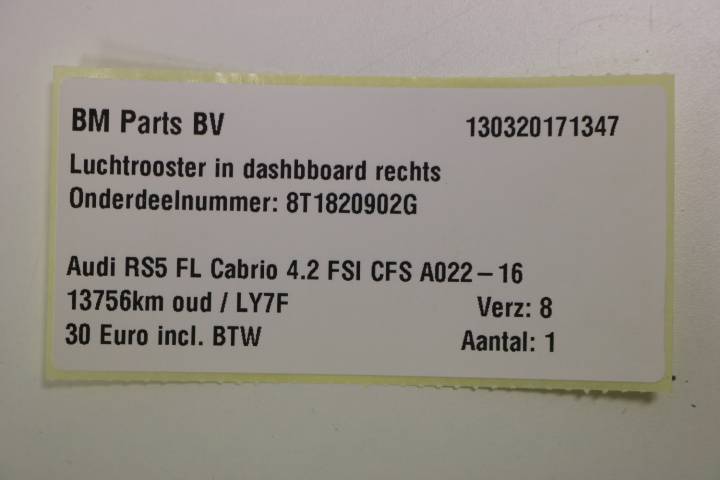 BM Parts BV 130320171347
Luchtrooster in dashbboard rechts
Onderdeelnummer: 8T1820902G
Audi RS5 FL Cabrio 4.2 FSI CFS A022-16
13756km oud / LY7F Verz: 8
30 Euro incl. BTW Aantal: 1